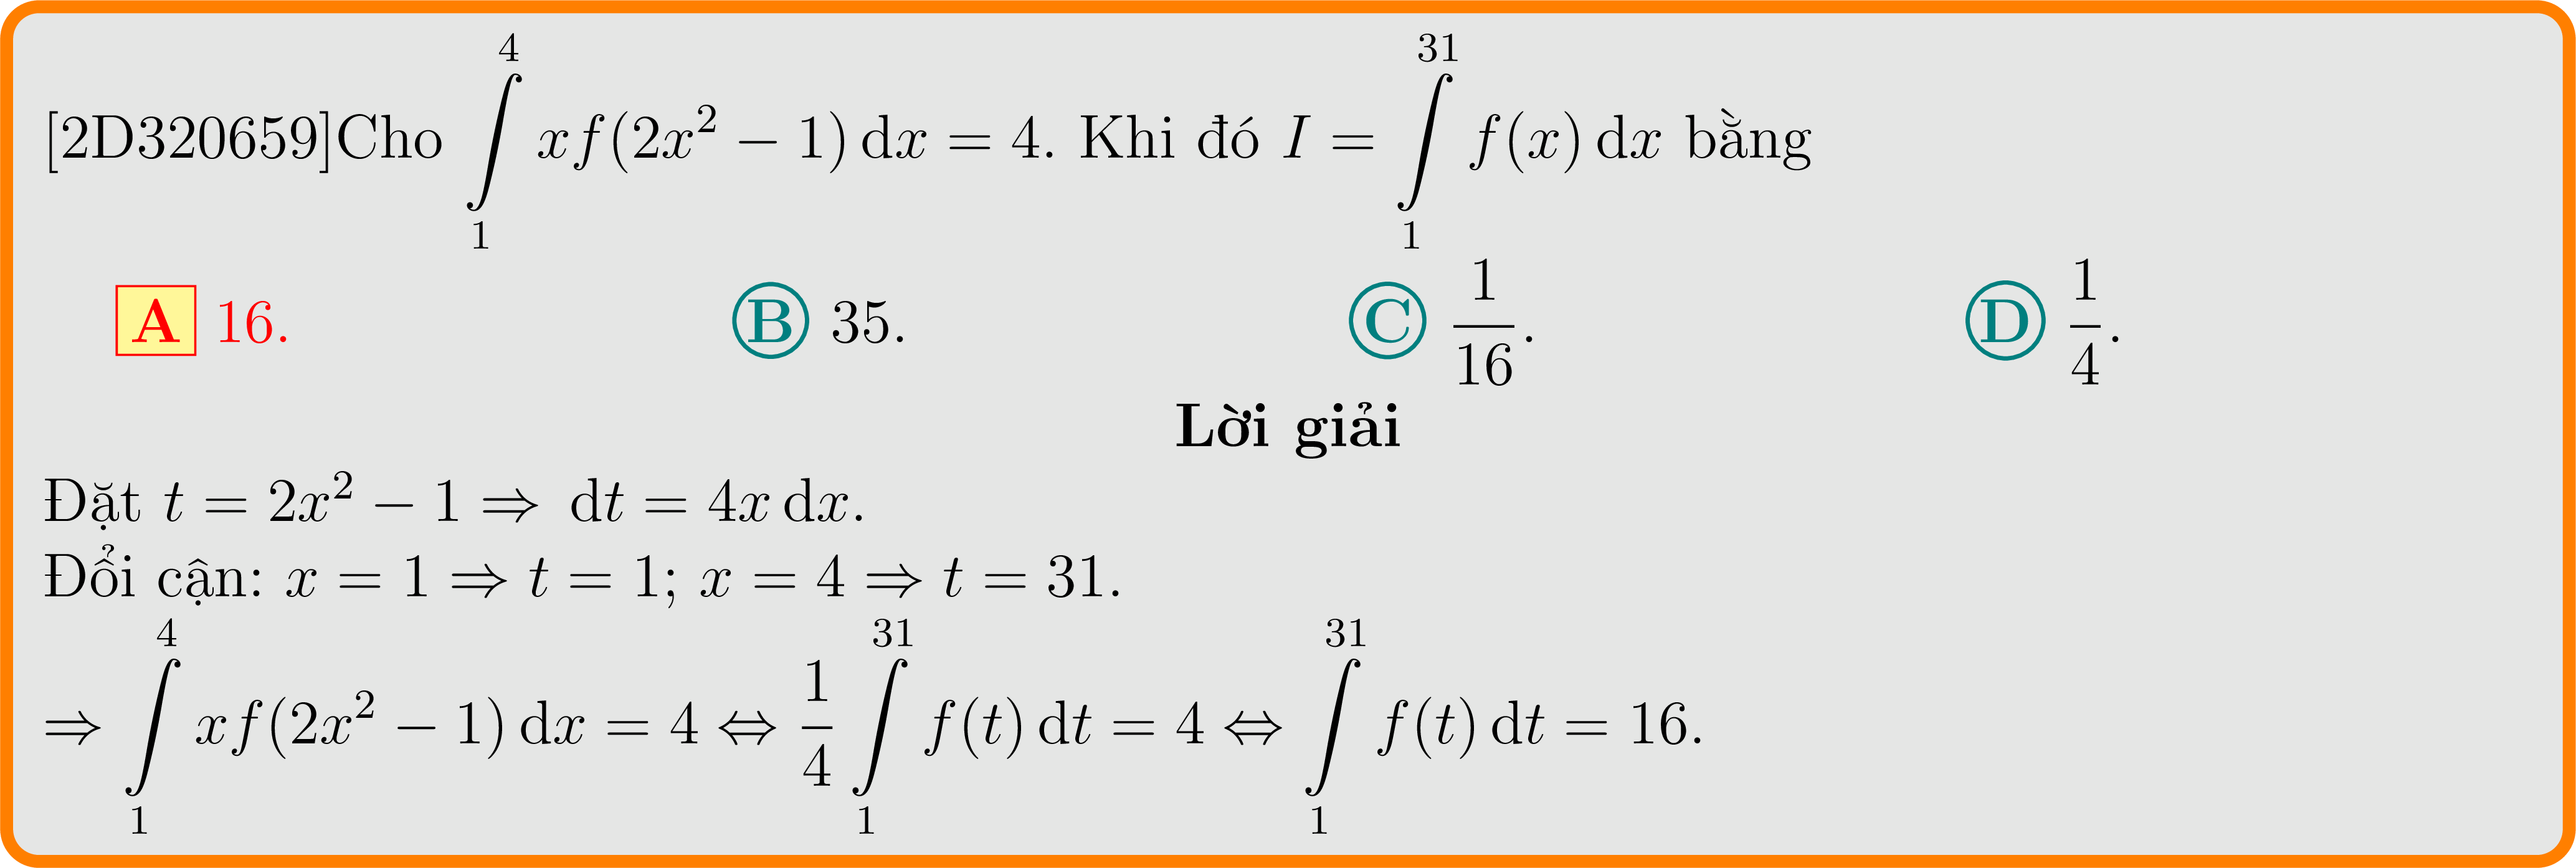 [2D320659]Cho $\int\limits_{1}^{4} xf(2x^2 - 1)\,\mathrm{d}x = 4$. Khi đó $I = \int\limits_{1}^{31} f(x)\,\mathrm{d}x$ bằng
A 16. B 35. C $\frac{1}{16}$. D $\frac{1}{4}$.
Lời giải
Đặt $t = 2x^2 - 1 \Rightarrow \mathrm{d}t = 4x\,\mathrm{d}x$.
Đổi cận: $x = 1 \Rightarrow t = 1$; $x = 4 \Rightarrow t = 31$.
$\Rightarrow \int\limits_{1}^{4} xf(2x^2 - 1)\,\mathrm{d}x = 4 \Leftrightarrow \frac{1}{4}\int\limits_{1}^{31} f(t)\,\mathrm{d}t = 4 \Leftrightarrow \int\limits_{1}^{31} f(t)\,\mathrm{d}t = 16$.